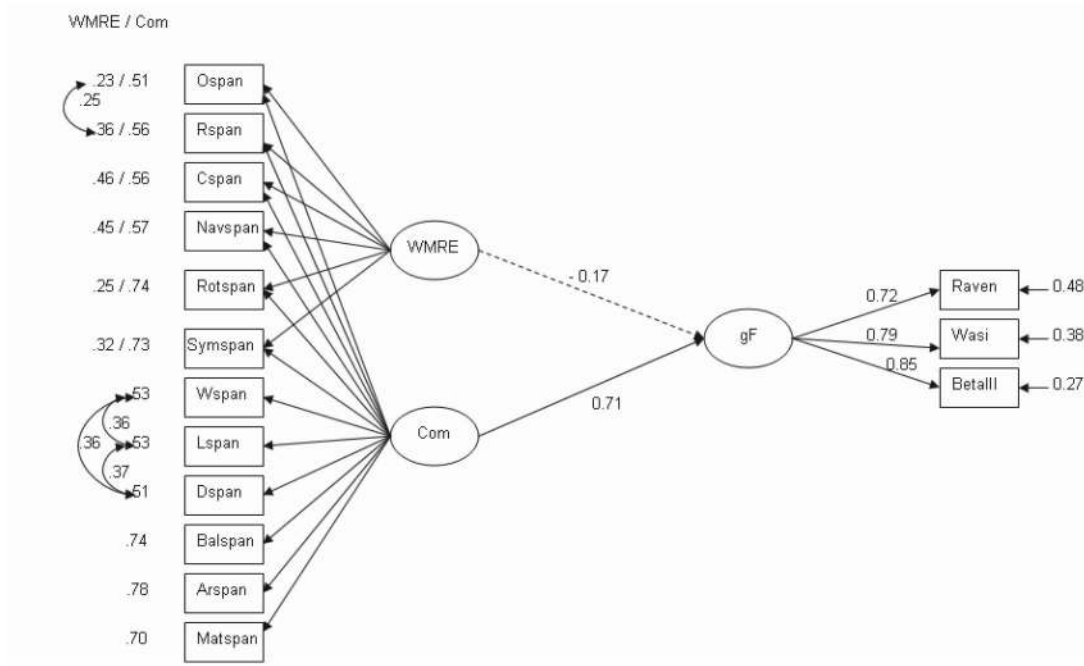 WMRE / Com
.23 / .51 Ospan
.25
.36 / .56 Rspan
.46 / .56 Cspan
.45 / .57 Navspan
WMRE
.25 / .74 Rotspan
- 0.17
.32 / .73 Symspan
gF
0.72 Raven 0.48
0.79 Wasi 0.38
0.85 BetaIII 0.27
.53 Wspan
.36
0.71
Com
.36 .53 Lspan
.37
.51 Dspan
.74 Balspan
.78 Arspan
.70 Matspan